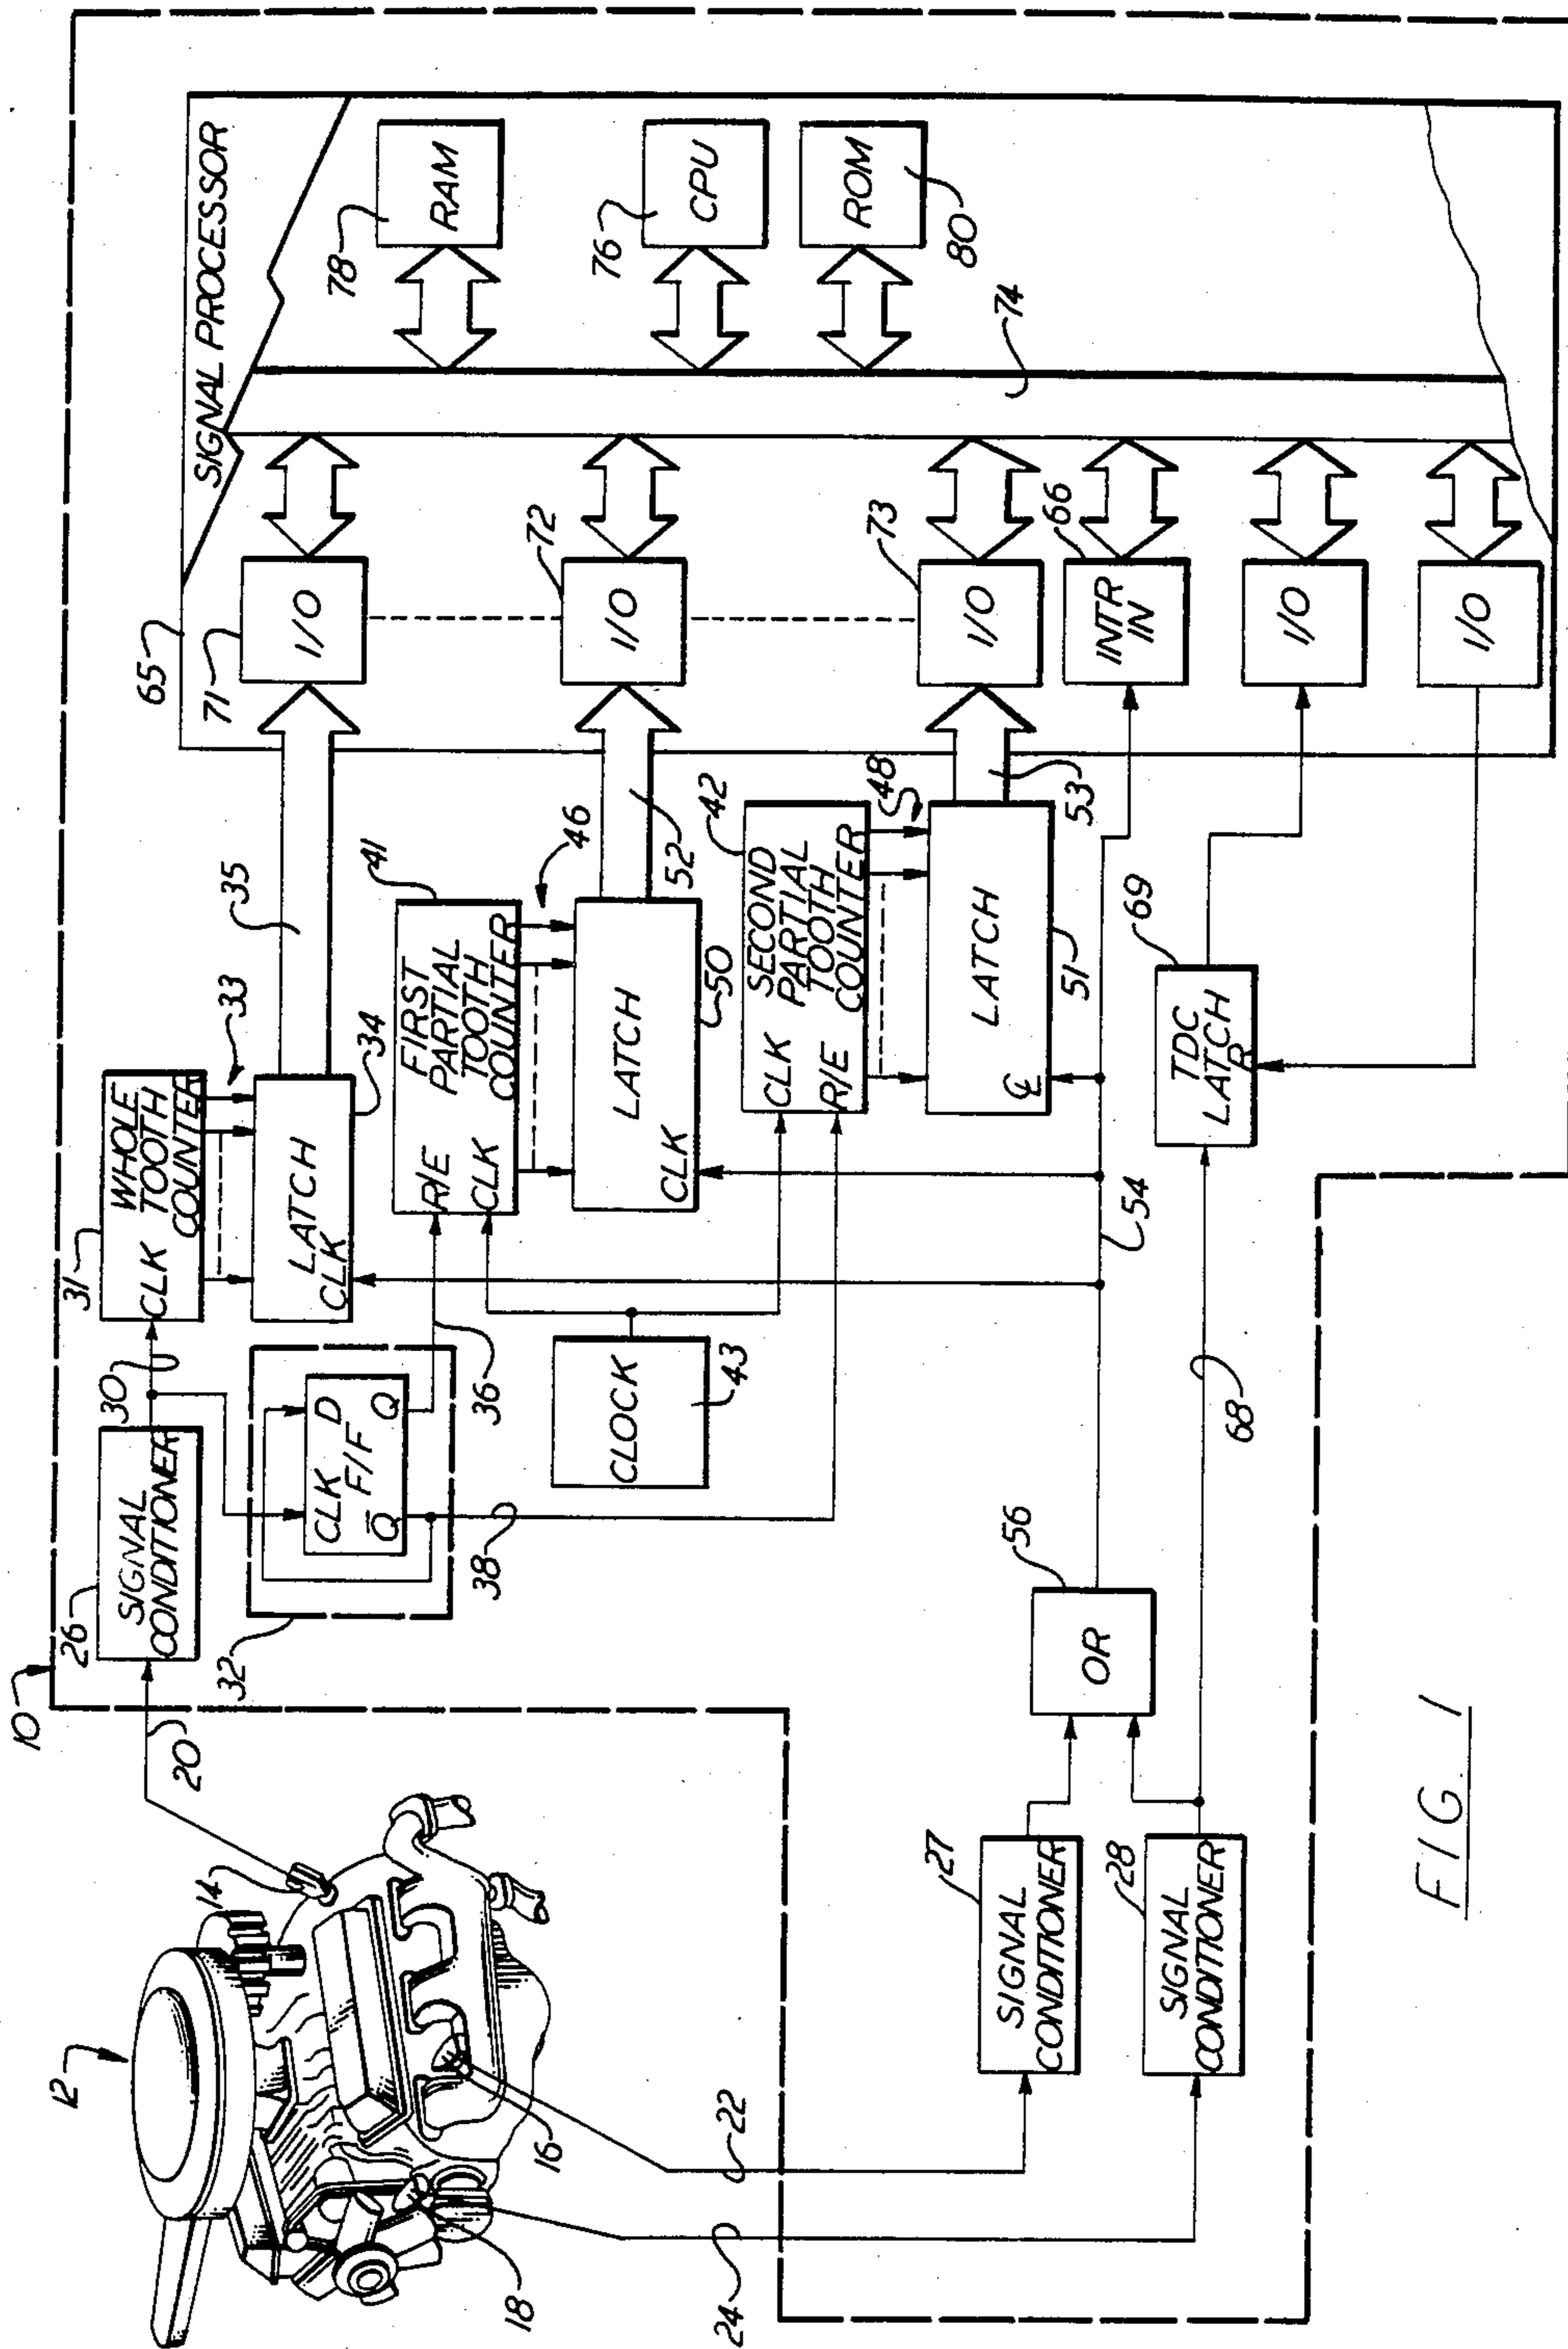 10
12
14
16
18
20
22
24
26
SIGNAL
CONDITIONER
30
31
WHOLE
CLK TOOTH
COUNTER
33
LATCH
CLK
34
35
32
CLK D
F/F
Q̅ Q
36
38
CLOCK
43
FIRST
PARTIAL
TOOTH
COUNTER
R/E
CLK
41
46
LATCH
CLK
50
52
SECOND
PARTIAL
TOOTH
COUNTER
CLK
R/E
42
48
LATCH
51
53
27
SIGNAL
CONDITIONER
28
SIGNAL
CONDITIONER
OR
56
54
68
TDC
LATCH
R
69
65
SIGNAL PROCESSOR
71
I/O
72
I/O
73
I/O
66
INTR
IN
I/O
I/O
74
78
RAM
76
CPU
ROM
80
FIG 1